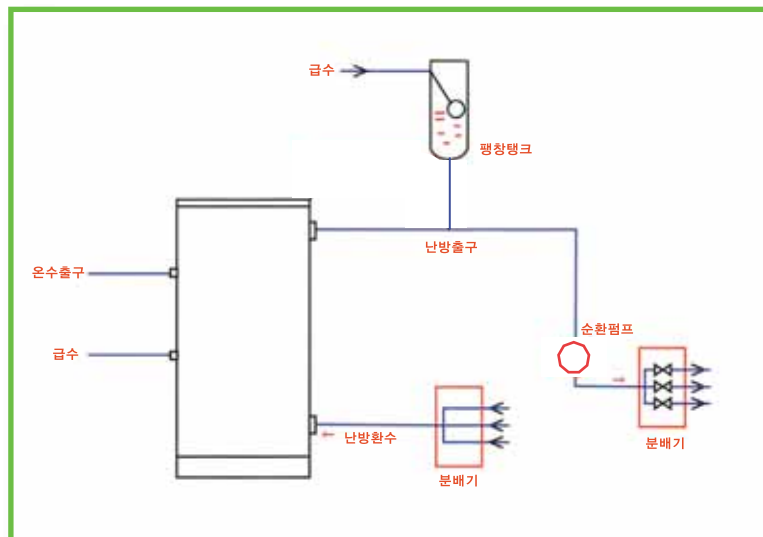 급수
팽창탱크
난방출구
온수출구
순환펌프
급수
난방환수
분배기
분배기